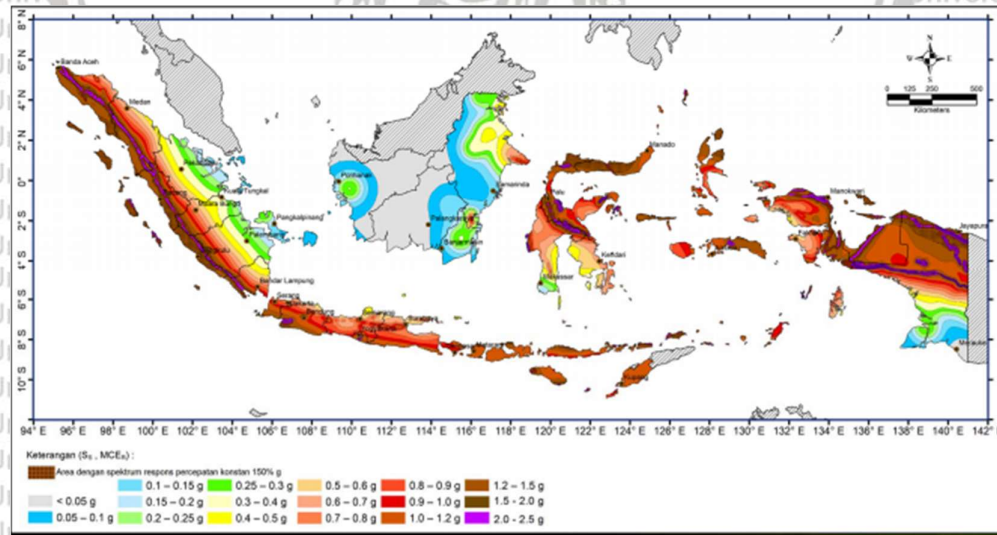 N
W E
S
0 125 250 500
Kilometers
8° N
6° N
4° N
2° N
0°
2° S
4° S
6° S
8° S
10° S
Banda Aceh
Medan
Manado
Pontianak
Samarinda
Palu
Manokwari
Kuala Tungkal
Muara Bungo
Pangkalpinang
Palembang
Palangkaraya
Banjarmasin
Jayapura
Kendari
Makassar
Bandar Lampung
Serang
Bandung
Semarang
Surabaya
Mataram
Kupang
Merauke
94° E 96° E 98° E 100° E 102° E 104° E 106° E 108° E 110° E 112° E 114° E 116° E 118° E 120° E 122° E 124° E 126° E 128° E 130° E 132° E 134° E 136° E 138° E 140° E 142° E
Keterangan (Ss , MCER) :
Area dengan spektrum respons percepatan konstan 150% g
0.1 – 0.15 g 0.25 – 0.3 g 0.5 – 0.6 g 0.8 – 0.9 g 1.2 – 1.5 g
< 0.05 g 0.15 – 0.2 g 0.3 – 0.4 g 0.6 – 0.7 g 0.9 – 1.0 g 1.5 - 2.0 g
0.05 – 0.1 g 0.2 – 0.25 g 0.4 – 0.5 g 0.7 – 0.8 g 1.0 – 1.2 g 2.0 - 2.5 g